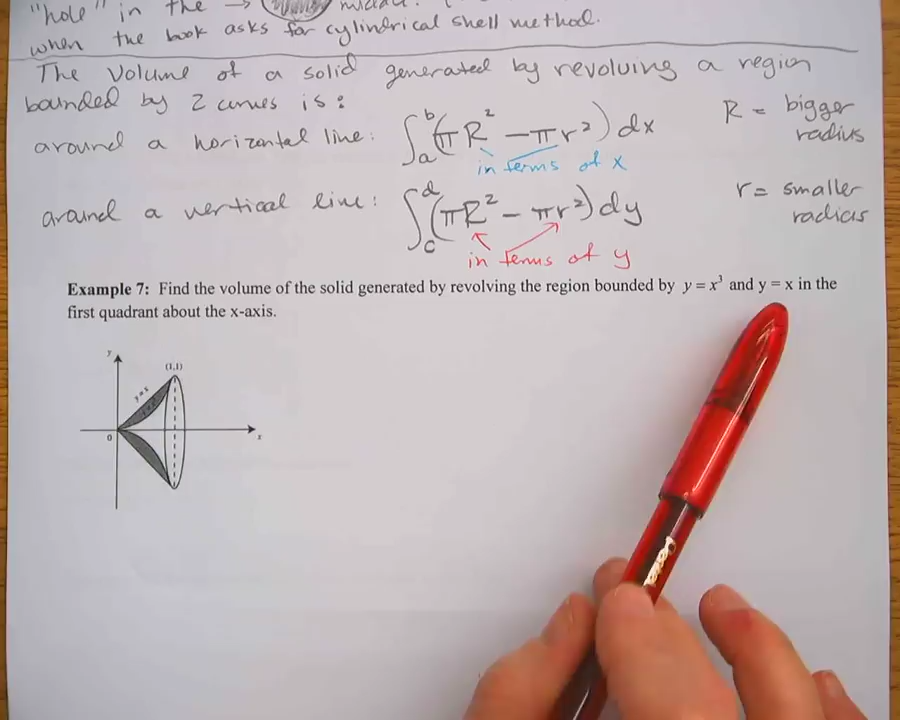 "hole" in the → middle.
when the book asks for cylindrical shell method.
The volume of a solid generated by revolving a region
bounded by 2 curves is:
around a horizontal line: ∫ₐᵇ(πR² − πr²)dx R = bigger radius
in terms of x
around a vertical line: ∫_c^d(πR² − πr²)dy r = smaller radius
in terms of y
Example 7: Find the volume of the solid generated by revolving the region bounded by y = x³ and y = x in the
first quadrant about the x-axis.
y
(1,1)
y = x
0
x